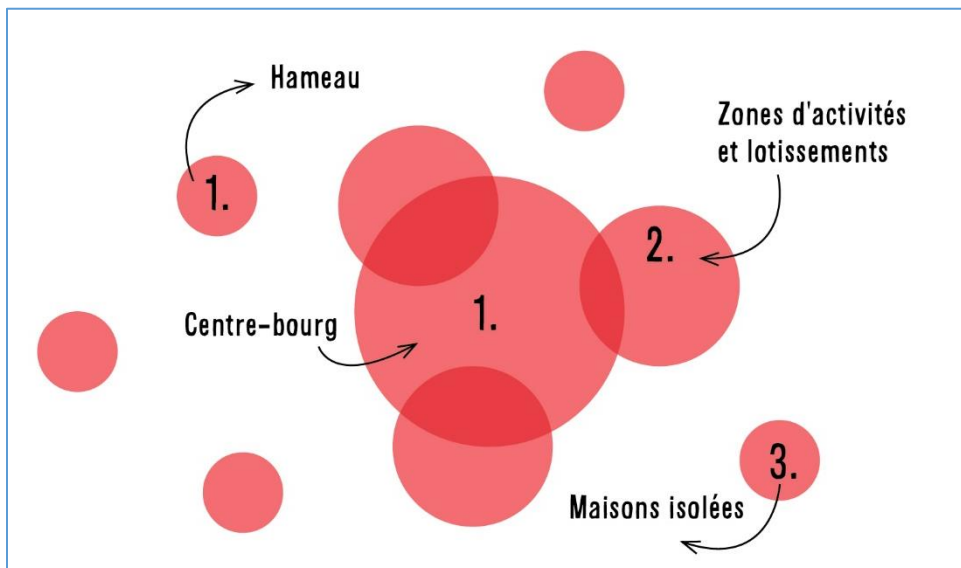 Hameau
Zones d'activités
et lotissements
1.
2.
Centre-bourg
1.
3.
Maisons isolées